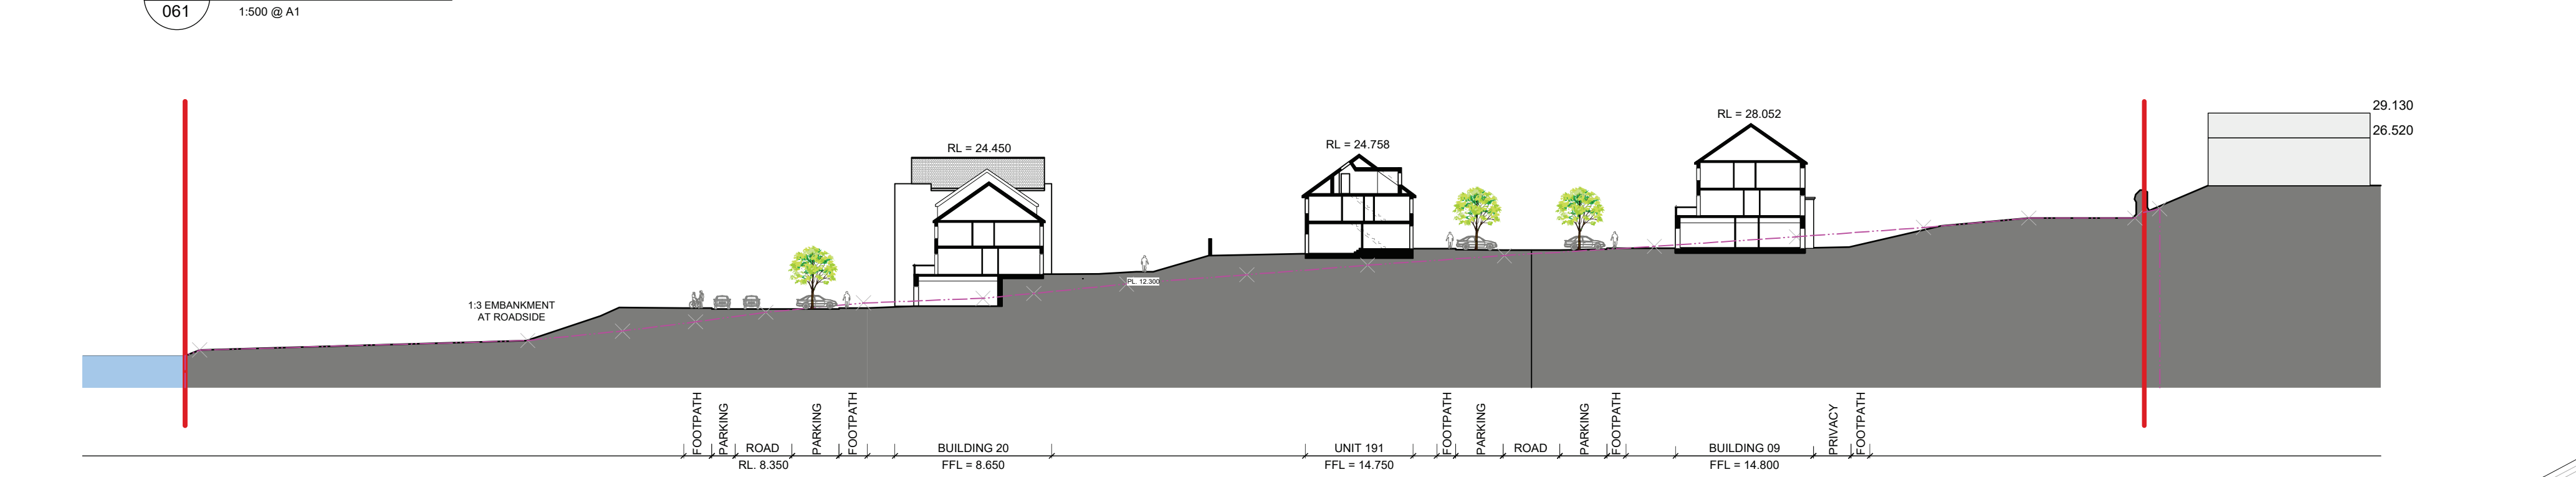 061
1:500 @ A1
29.130
26.520
RL = 28.052
RL = 24.758
RL = 24.450
PL. 12.300
1:3 EMBANKMENT
AT ROADSIDE
FOOTPATH
PARKING
PARKING
FOOTPATH
FOOTPATH
PARKING
PARKING
FOOTPATH
PRIVACY
FOOTPATH
ROAD
BUILDING 20
UNIT 191
ROAD
BUILDING 09
RL. 8.350
FFL = 8.650
FFL = 14.750
FFL = 14.800